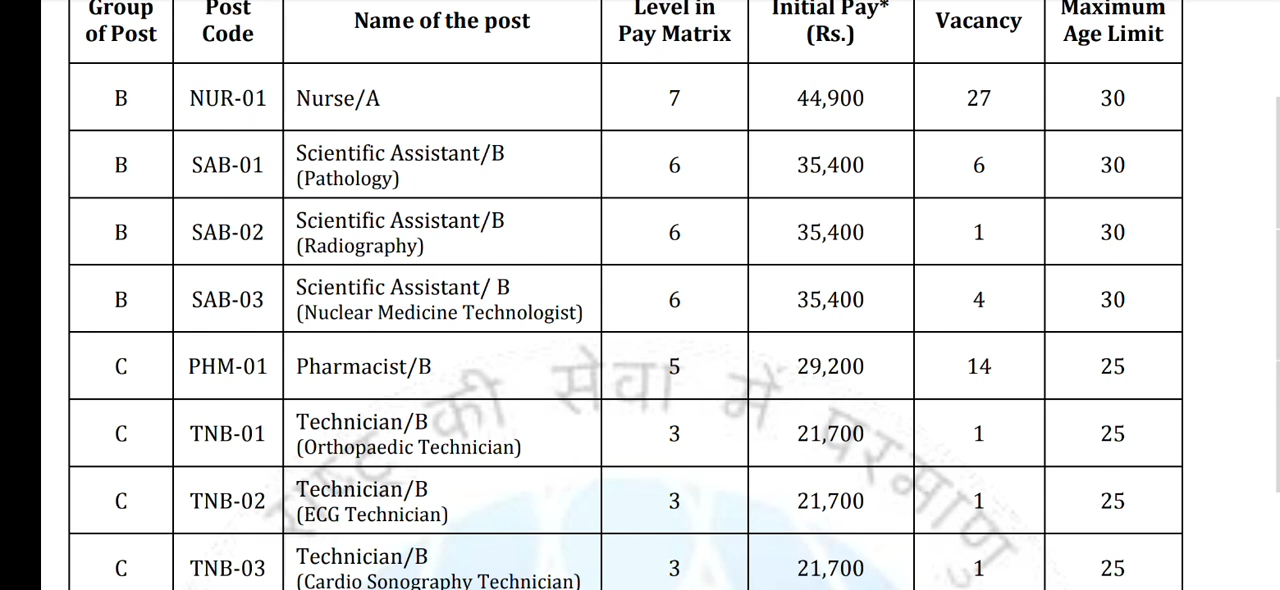 Group of Post | Post Code | Name of the post | Level in Pay Matrix | Initial Pay* (Rs.) | Vacancy | Maximum Age Limit
B | NUR-01 | Nurse/A | 7 | 44,900 | 27 | 30
B | SAB-01 | Scientific Assistant/B (Pathology) | 6 | 35,400 | 6 | 30
B | SAB-02 | Scientific Assistant/B (Radiography) | 6 | 35,400 | 1 | 30
B | SAB-03 | Scientific Assistant/ B (Nuclear Medicine Technologist) | 6 | 35,400 | 4 | 30
C | PHM-01 | Pharmacist/B | 5 | 29,200 | 14 | 25
C | TNB-01 | Technician/B (Orthopaedic Technician) | 3 | 21,700 | 1 | 25
C | TNB-02 | Technician/B (ECG Technician) | 3 | 21,700 | 1 | 25
C | TNB-03 | Technician/B (Cardio Sonography Technician) | 3 | 21,700 | 1 | 25
की सेवा में परमाणु